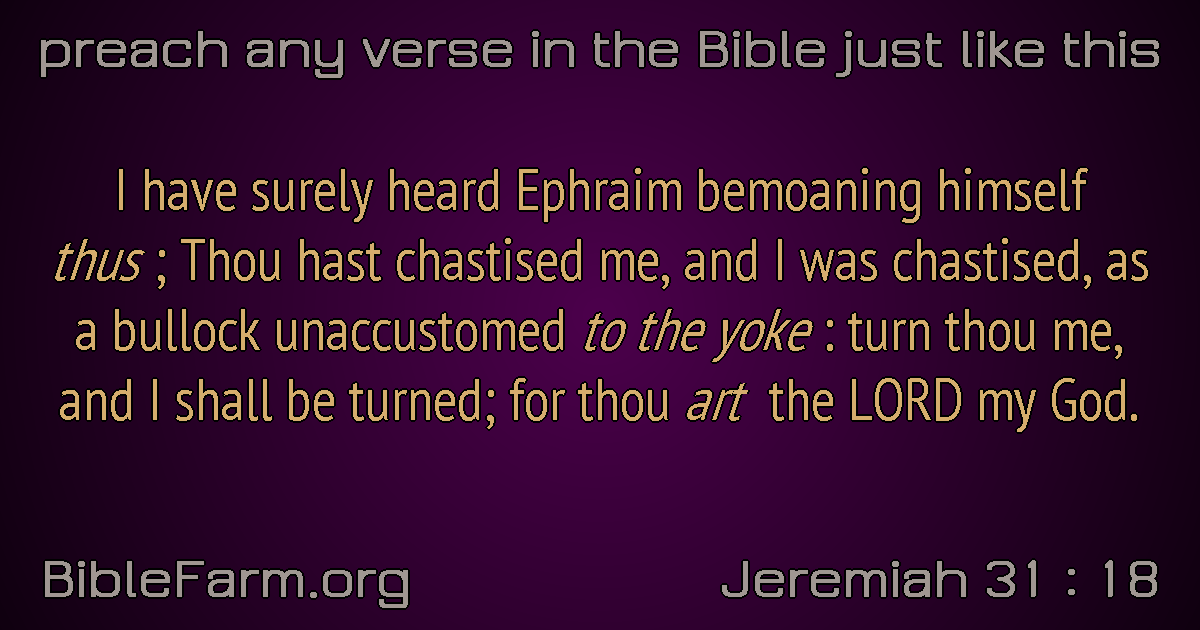 preach any verse in the Bible just like this
I have surely heard Ephraim bemoaning himself
thus ; Thou hast chastised me, and I was chastised, as
a bullock unaccustomed to the yoke : turn thou me,
and I shall be turned; for thou art the LORD my God.
BibleFarm.org
Jeremiah 31 : 18